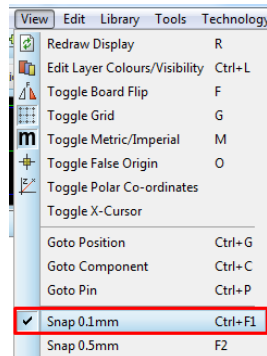 View Edit Library Tools Technology
Redraw Display R
Edit Layer Colours/Visibility Ctrl+L
Toggle Board Flip F
Toggle Grid G
m Toggle Metric/Imperial M
Toggle False Origin O
Toggle Polar Co-ordinates
Toggle X-Cursor
Goto Position Ctrl+G
Goto Component Ctrl+C
Goto Pin Ctrl+P
Snap 0.1mm Ctrl+F1
Snap 0.5mm F2